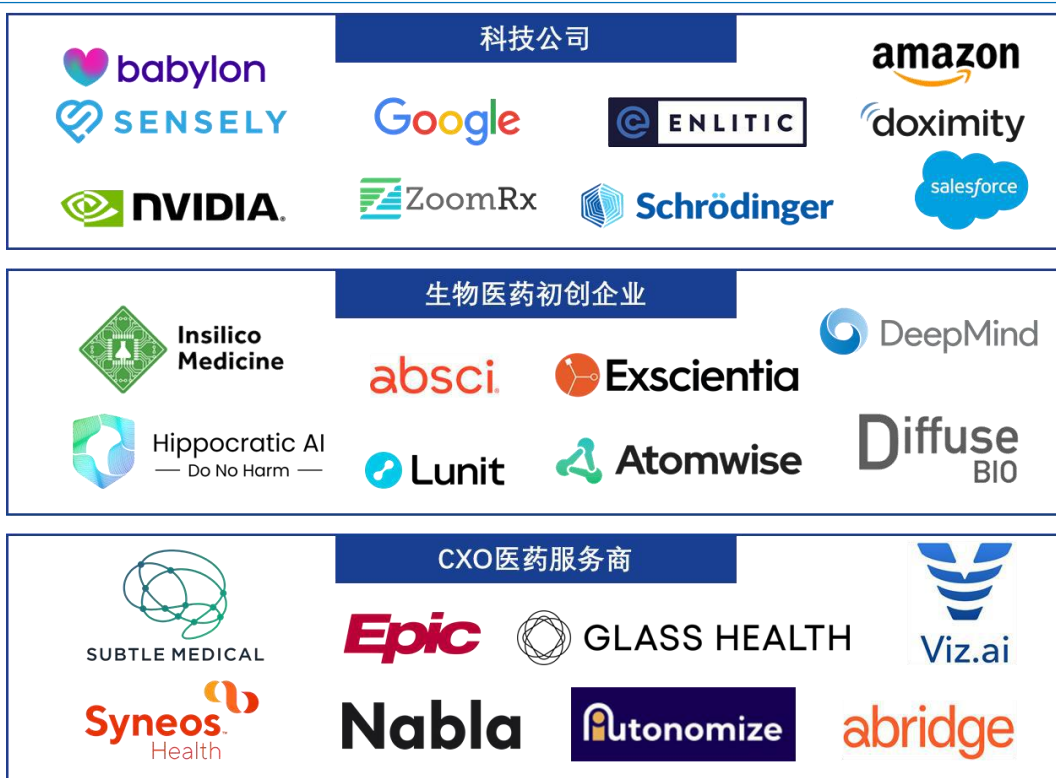 科技公司
babylon
amazon
SENSELY
Google
ENLITIC
doximity
NVIDIA.
ZoomRx
Schrödinger
salesforce
生物医药初创企业
Insilico
Medicine
absci
Exscientia
DeepMind
Hippocratic AI
Do No Harm
Lunit
Atomwise
Diffuse
BIO
CXO医药服务商
SUBTLE MEDICAL
Epic
GLASS HEALTH
Viz.ai
Syneos
Health
Nabla
Autonomize
abridge